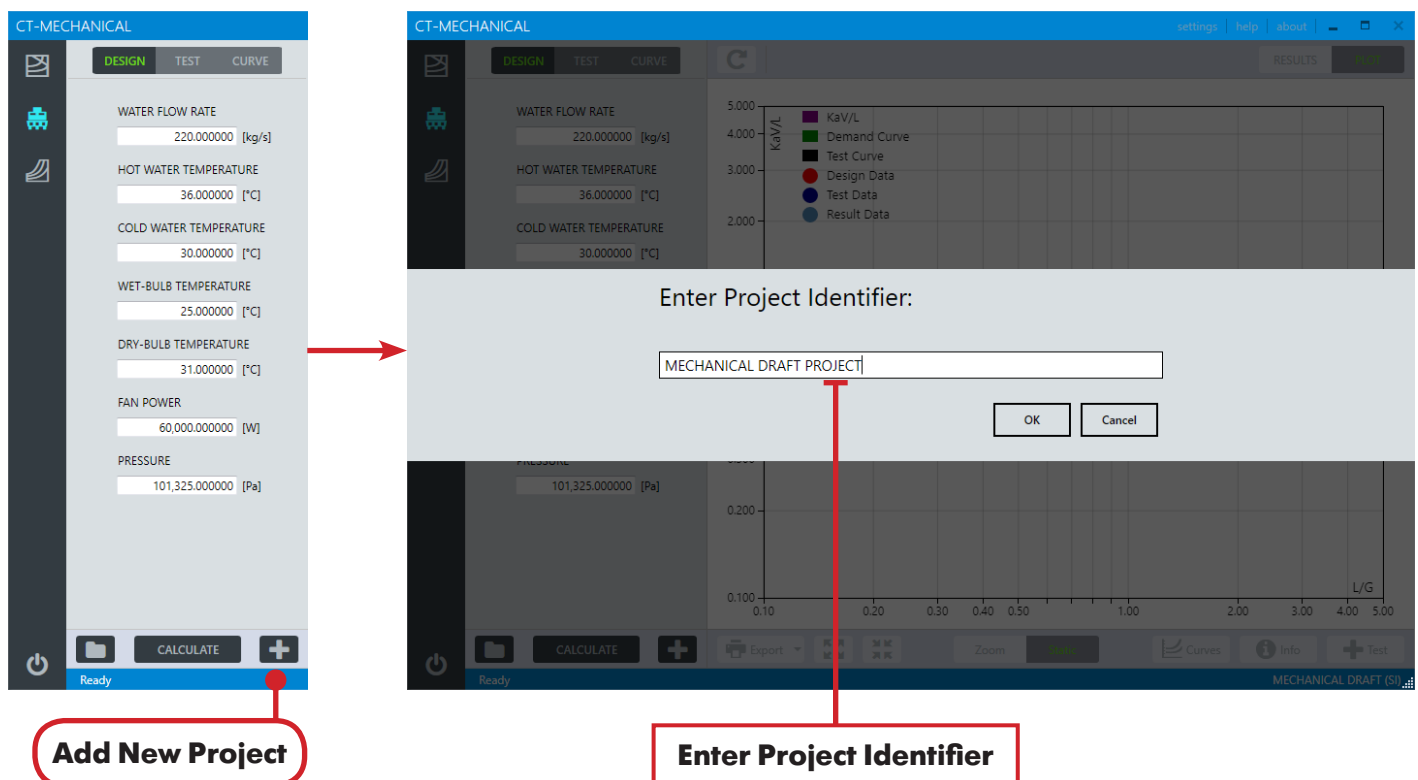 CT-MECHANICAL
DESIGN TEST CURVE
WATER FLOW RATE
220.000000 [kg/s]
HOT WATER TEMPERATURE
36.000000 [°C]
COLD WATER TEMPERATURE
30.000000 [°C]
WET-BULB TEMPERATURE
25.000000 [°C]
DRY-BULB TEMPERATURE
31.000000 [°C]
FAN POWER
60,000.000000 [W]
PRESSURE
101,325.000000 [Pa]
CALCULATE
Ready
Add New Project
CT-MECHANICAL settings help about
DESIGN TEST CURVE RESULTS PLOT
WATER FLOW RATE
220.000000 [kg/s]
HOT WATER TEMPERATURE
36.000000 [°C]
COLD WATER TEMPERATURE
30.000000 [°C]
5.000
4.000
3.000
2.000
KaV/L
KaV/L
Demand Curve
Test Curve
Design Data
Test Data
Result Data
Enter Project Identifier:
MECHANICAL DRAFT PROJECT
OK Cancel
PRESSURE
101,325.000000 [Pa]
0.200
0.100
L/G
0.10 0.20 0.30 0.40 0.50 1.00 2.00 3.00 4.00 5.00
CALCULATE Export Zoom Curves Info Test
Ready MECHANICAL DRAFT (SI)
Enter Project Identifier